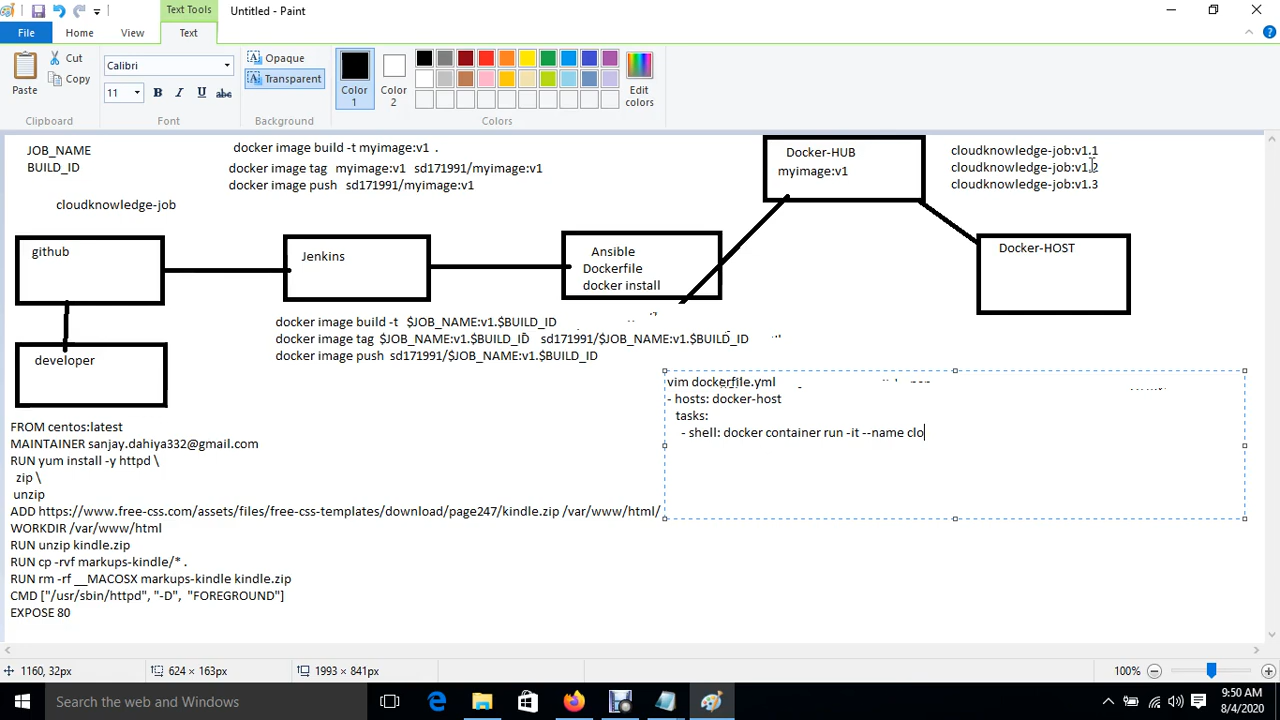 Text Tools
Untitled - Paint
File
Home
View
Text
Paste
Cut
Copy
Clipboard
Calibri
11
B
I
U
abc
Font
Opaque
Transparent
Background
Color
1
Color
2
Edit
colors
Colors
JOB_NAME
BUILD_ID
docker image build -t myimage:v1 .
docker image tag myimage:v1 sd171991/myimage:v1
docker image push sd171991/myimage:v1
Docker-HUB
myimage:v1
cloudknowledge-job:v1.1
cloudknowledge-job:v1.2
cloudknowledge-job:v1.3
cloudknowledge-job
github
Jenkins
Ansible
Dockerfile
docker install
Docker-HOST
docker image build -t $JOB_NAME:v1.$BUILD_ID
docker image tag $JOB_NAME:v1.$BUILD_ID sd171991/$JOB_NAME:v1.$BUILD_ID
docker image push sd171991/$JOB_NAME:v1.$BUILD_ID
developer
vim dockerfile.yml
- hosts: docker-host
tasks:
- shell: docker container run -it --name clo
FROM centos:latest
MAINTAINER sanjay.dahiya332@gmail.com
RUN yum install -y httpd \
zip \
unzip
ADD https://www.free-css.com/assets/files/free-css-templates/download/page247/kindle.zip /var/www/html/
WORKDIR /var/www/html
RUN unzip kindle.zip
RUN cp -rvf markups-kindle/* .
RUN rm -rf __MACOSX markups-kindle kindle.zip
CMD ["/usr/sbin/httpd", "-D", "FOREGROUND"]
EXPOSE 80
1160, 32px
624 × 163px
1993 × 841px
100%
Search the web and Windows
9:50 AM
8/4/2020